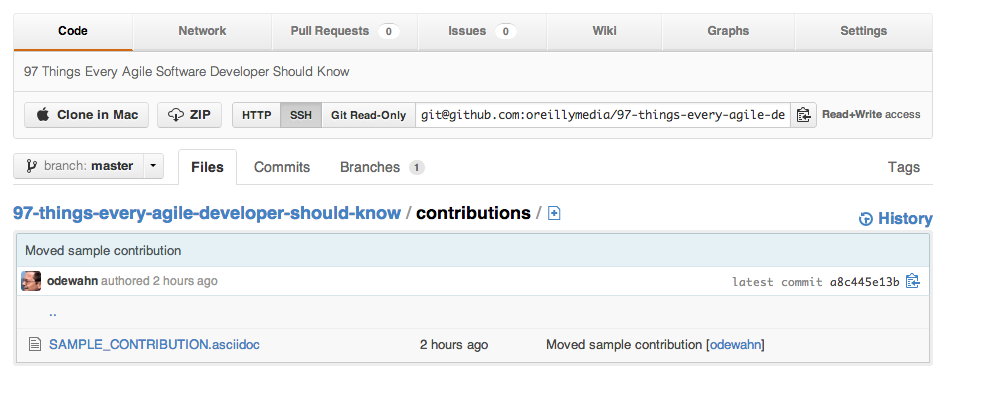 Code Network Pull Requests 0 Issues 0 Wiki Graphs Settings
97 Things Every Agile Software Developer Should Know
Clone in Mac ZIP HTTP SSH Git Read-Only git@github.com:oreillymedia/97-things-every-agile-de Read+Write access
branch: master Files Commits Branches 1 Tags
97-things-every-agile-developer-should-know / contributions /
History
Moved sample contribution
odewahn authored 2 hours ago latest commit a8c445e13b
..
SAMPLE_CONTRIBUTION.asciidoc 2 hours ago Moved sample contribution [odewahn]